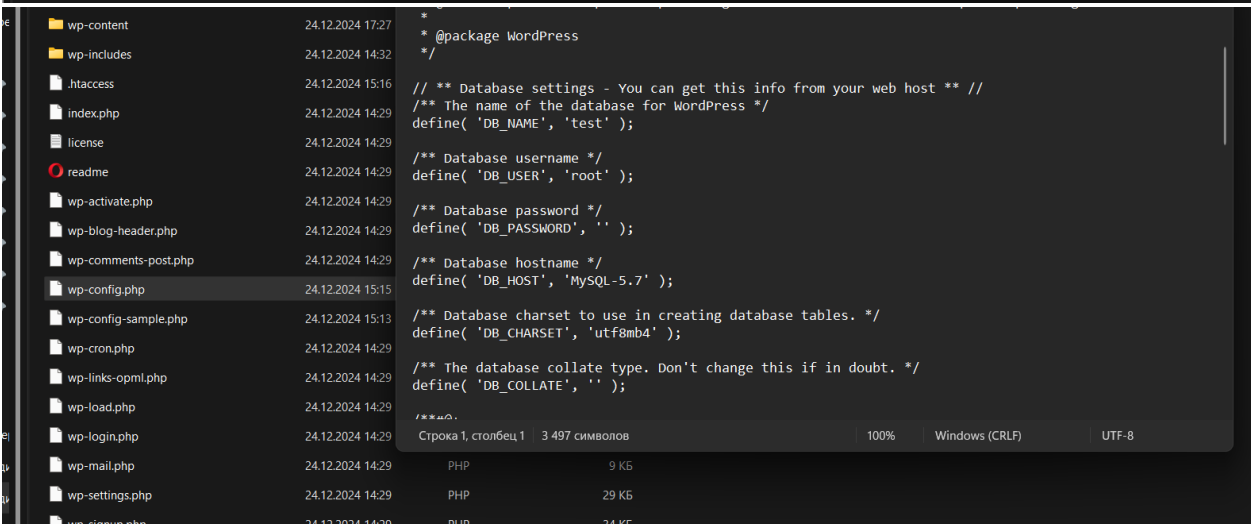 wp-content 24.12.2024 17:27
wp-includes 24.12.2024 14:32
.htaccess 24.12.2024 15:16
index.php 24.12.2024 14:29
license 24.12.2024 14:29
readme 24.12.2024 14:29
wp-activate.php 24.12.2024 14:29
wp-blog-header.php 24.12.2024 14:29
wp-comments-post.php 24.12.2024 14:29
wp-config.php 24.12.2024 15:15
wp-config-sample.php 24.12.2024 15:13
wp-cron.php 24.12.2024 14:29
wp-links-opml.php 24.12.2024 14:29
wp-load.php 24.12.2024 14:29
wp-login.php 24.12.2024 14:29
wp-mail.php 24.12.2024 14:29 PHP 9 КБ
wp-settings.php 24.12.2024 14:29 PHP 29 КБ
wp-signup.php 24.12.2024 14:29 PHP 34 КБ
*
* @package WordPress
*/
// ** Database settings - You can get this info from your web host ** //
/** The name of the database for WordPress */
define( 'DB_NAME', 'test' );
/** Database username */
define( 'DB_USER', 'root' );
/** Database password */
define( 'DB_PASSWORD', '' );
/** Database hostname */
define( 'DB_HOST', 'MySQL-5.7' );
/** Database charset to use in creating database tables. */
define( 'DB_CHARSET', 'utf8mb4' );
/** The database collate type. Don't change this if in doubt. */
define( 'DB_COLLATE', '' );
/**#@+
Строка 1, столбец 1 3 497 символов 100% Windows (CRLF) UTF-8